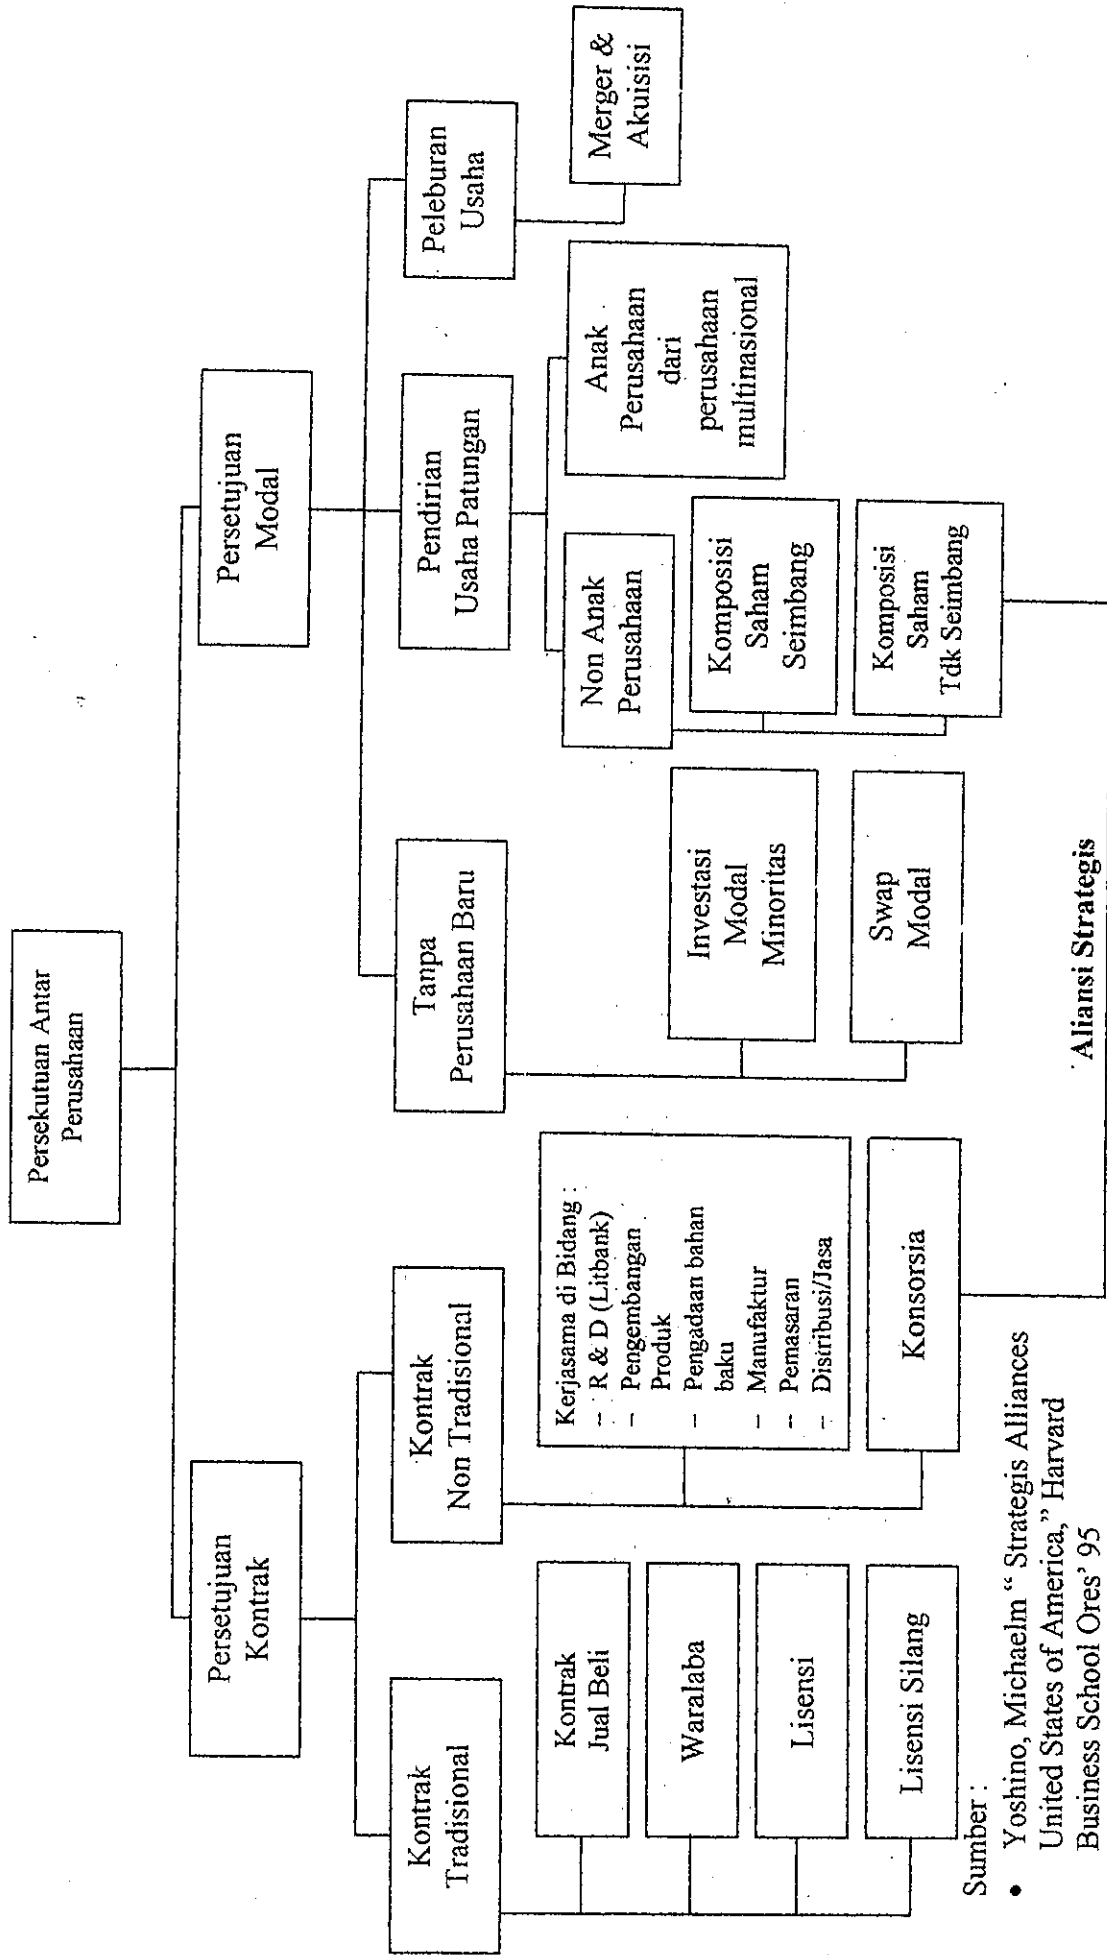 Persekutuan Antar
Perusahaan
Persetujuan
Kontrak
Persetujuan
Modal
Kontrak
Tradisional
Kontrak
Non Tradisional
Tanpa
Perusahaan Baru
Pendirian
Usaha Patungan
Peleburan
Usaha
Kontrak
Jual Beli
Waralaba
Lisensi
Lisensi Silang
Kerjasama di Bidang :
– R & D (Litbank)
– Pengembangan
Produk
– Pengadaan bahan
baku
– Manufaktur
– Pemasaran
– Distribusi/Jasa
Konsorsia
Investasi
Modal
Minoritas
Swap
Modal
Non Anak
Perusahaan
Komposisi
Saham
Seimbang
Komposisi
Saham
Tdk Seimbang
Anak
Perusahaan
dari
perusahaan
multinasional
Merger &
Akuisisi
Aliansi Strategis
Sumber :
• Yoshino, Michaelm “ Strategis Alliances
United States of America,” Harvard
Business School Ores’ 95